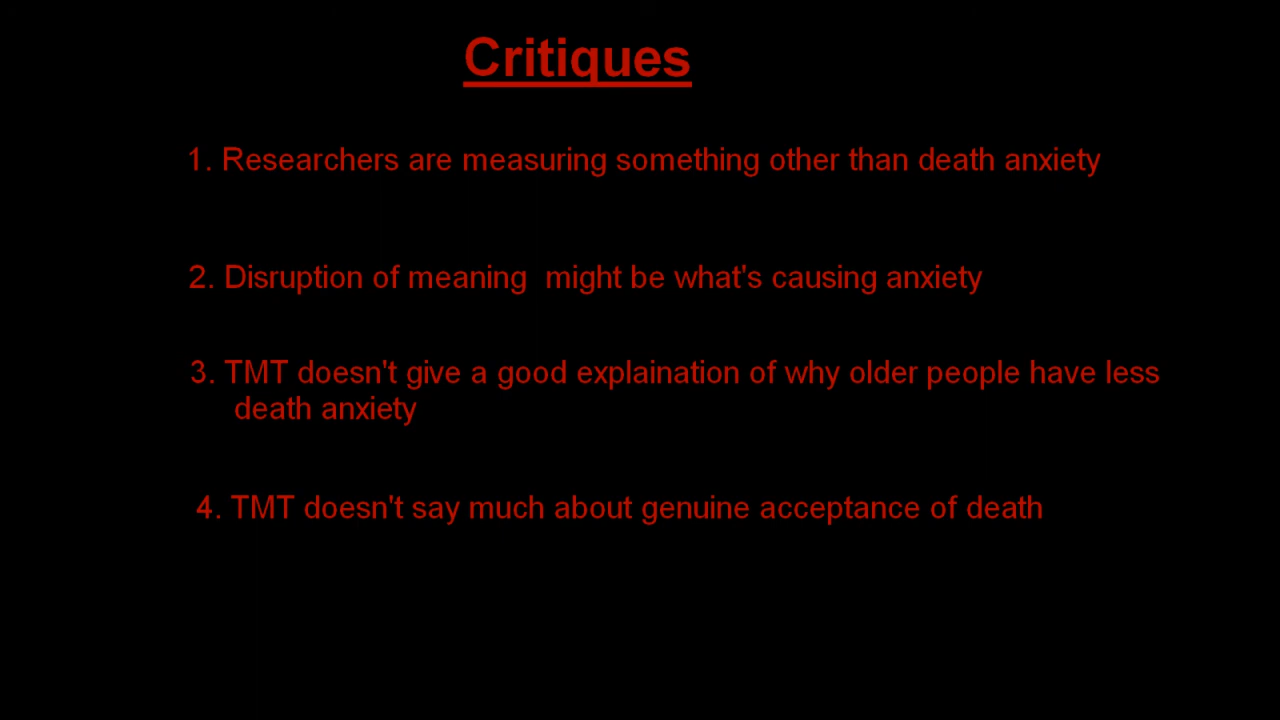 Critiques
1. Researchers are measuring something other than death anxiety
2. Disruption of meaning  might be what's causing anxiety
3. TMT doesn't give a good explaination of why older people have less
death anxiety
4. TMT doesn't say much about genuine acceptance of death